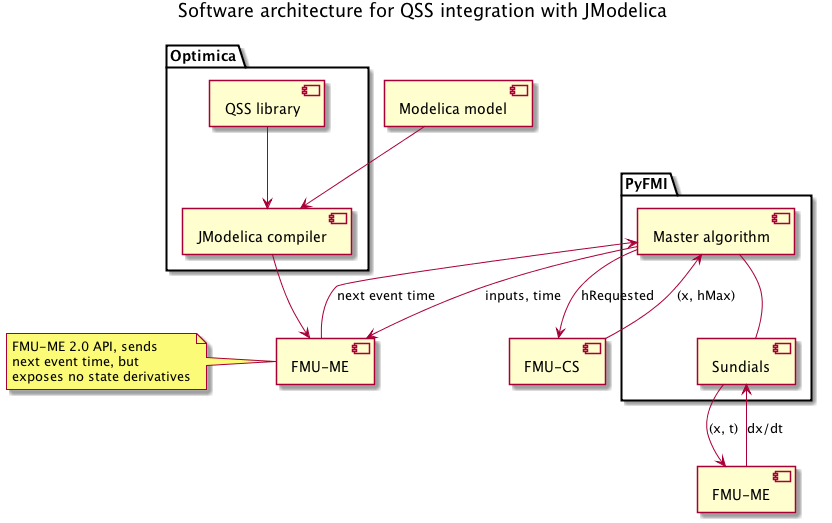 Software architecture for QSS integration with JModelica
Optimica
QSS library
Modelica model
PyFMI
JModelica compiler
Master algorithm
next event time
inputs, time
hRequested
(x, hMax)
FMU-ME 2.0 API, sends
next event time, but
exposes no state derivatives
FMU-ME
FMU-CS
Sundials
(x, t)
dx/dt
FMU-ME